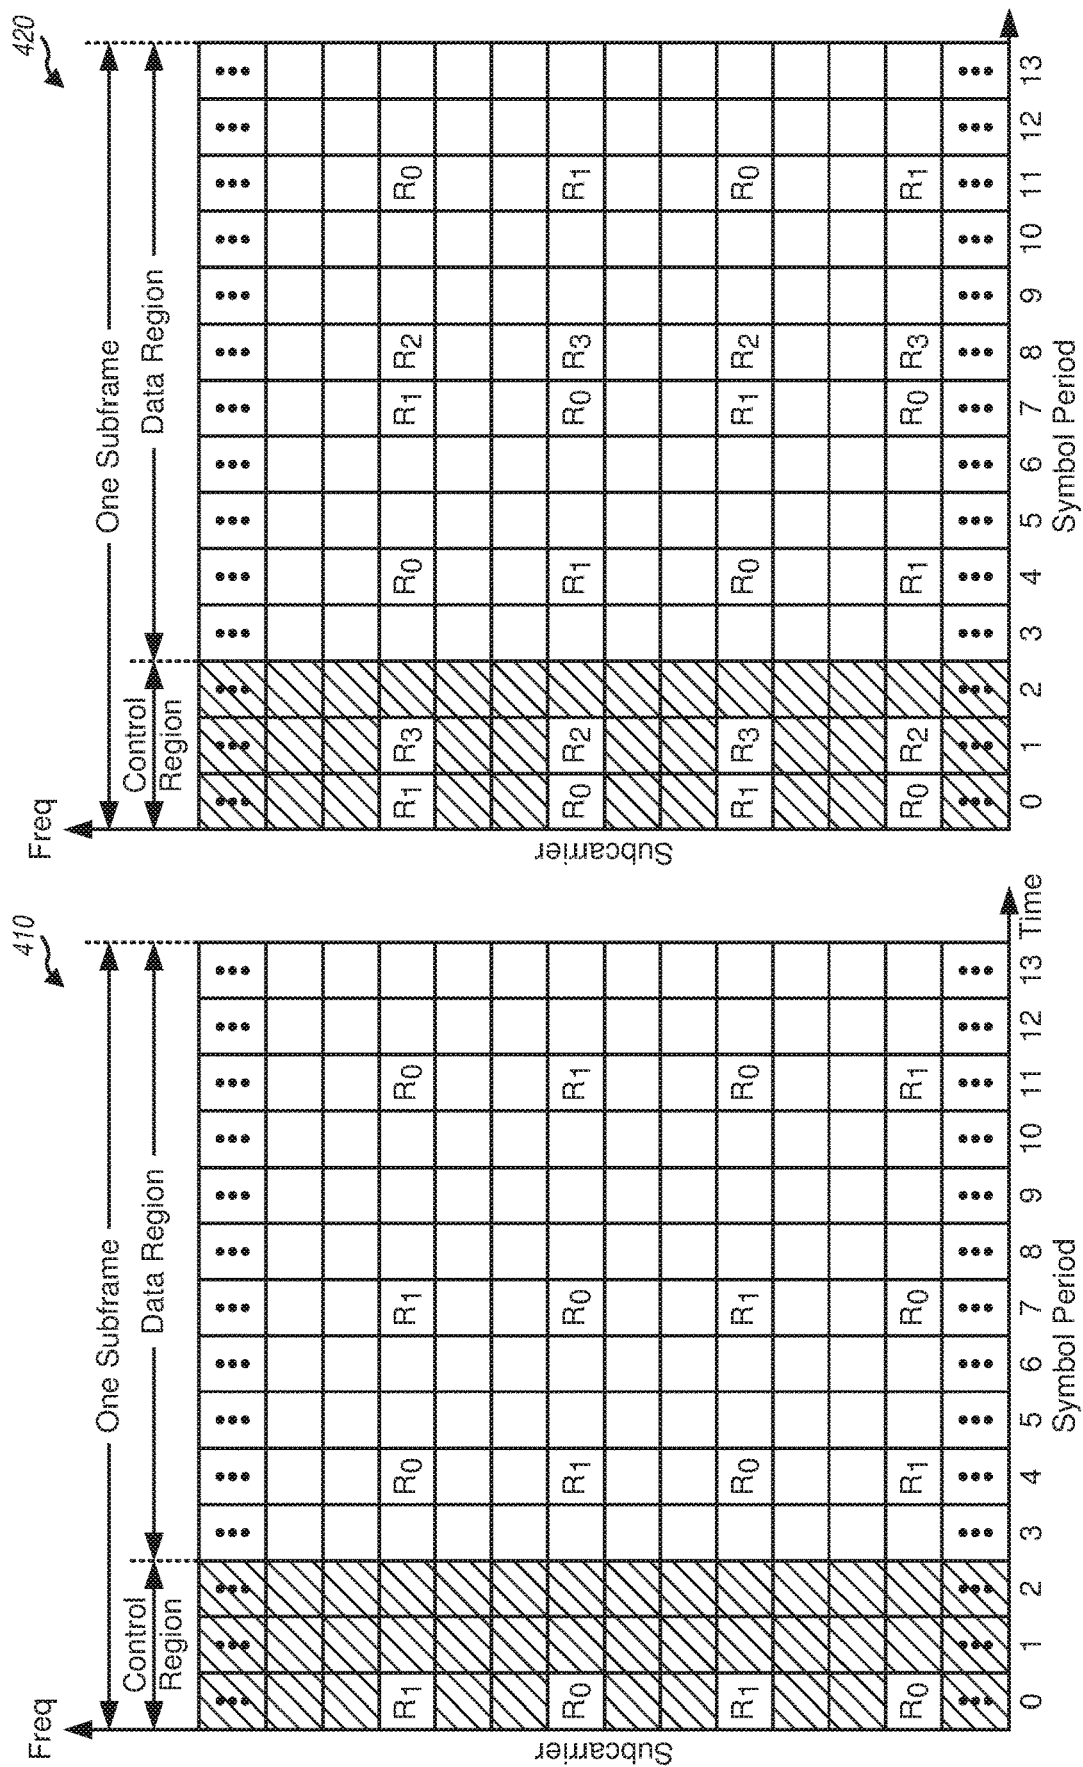 410
Freq
One Subframe
Control
Region
Data Region
Subcarrier
R1 R0 R1 R0
R0 R1 R0 R1
R1 R0 R1 R0
R0 R1 R0 R1
0 1 2 3 4 5 6 7 8 9 10 11 12 13 Time
Symbol Period
420
Freq
One Subframe
Control
Region
Data Region
Subcarrier
R1 R3 R0 R1 R2 R0
R0 R2 R1 R0 R3 R1
R1 R3 R0 R1 R2 R0
R0 R2 R1 R0 R3 R1
0 1 2 3 4 5 6 7 8 9 10 11 12 13
Symbol Period